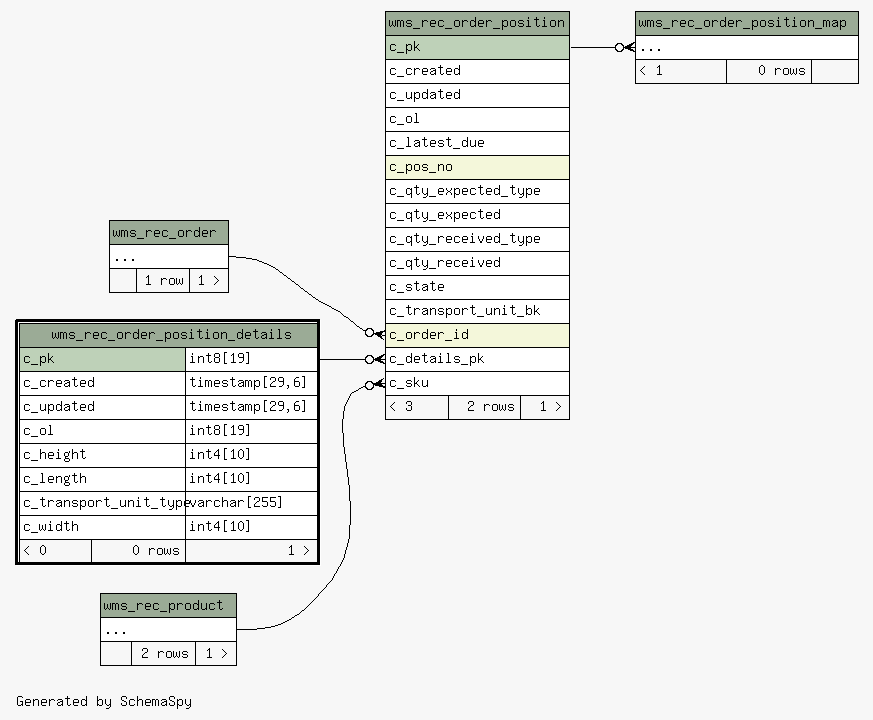 wms_rec_order_position
c_pk
c_created
c_updated
c_ol
c_latest_due
c_pos_no
c_qty_expected_type
c_qty_expected
c_qty_received_type
c_qty_received
c_state
c_transport_unit_bk
c_order_id
c_details_pk
c_sku
< 3 2 rows 1 >
wms_rec_order_position_map
...
< 1 0 rows
wms_rec_order
...
1 row 1 >
wms_rec_order_position_details
c_pk int8[19]
c_created timestamp[29,6]
c_updated timestamp[29,6]
c_ol int8[19]
c_height int4[10]
c_length int4[10]
c_transport_unit_type varchar[255]
c_width int4[10]
< 0 0 rows 1 >
wms_rec_product
...
2 rows 1 >
Generated by SchemaSpy